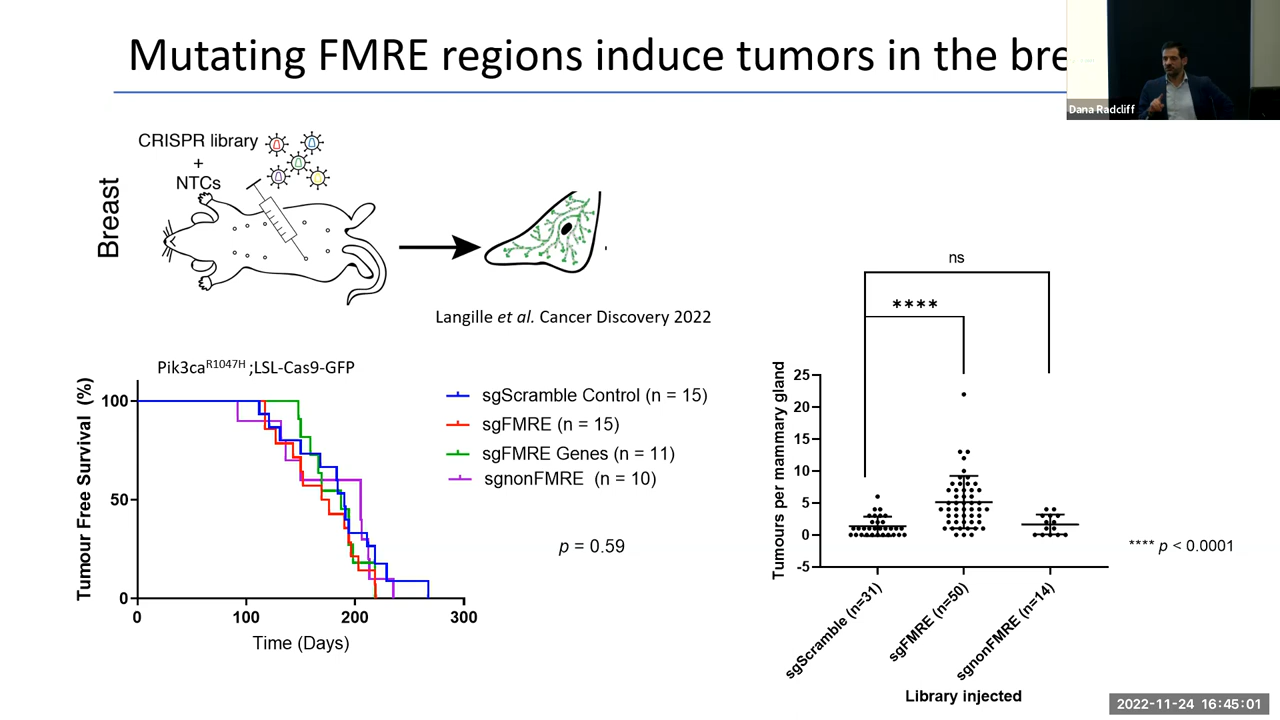 Mutating FMRE regions induce tumors in the bre
Dana Radcliff
CRISPR library
+
NTCs
Breast
Langille et al. Cancer Discovery 2022
Pik3caR1047H ;LSL-Cas9-GFP
Tumour Free Survival (%)
100
50
0
0 100 200 300
Time (Days)
sgScramble Control (n = 15)
sgFMRE (n = 15)
sgFMRE Genes (n = 11)
sgnonFMRE (n = 10)
p = 0.59
ns
****
Tumours per mammary gland
25
20
15
10
5
0
-5
sgScramble (n=31)
sgFMRE (n=50)
sgnonFMRE (n=14)
Library injected
**** p < 0.0001
2022-11-24 16:45:01